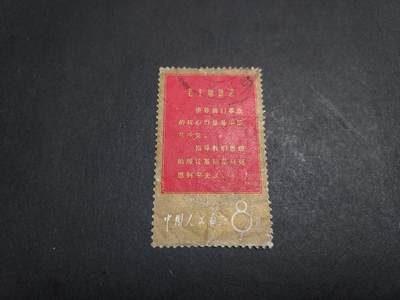 毛主席语录
领导我们事业
的核心力量是中国
共产党。
指导我们思想
的理论基础是马克
思列宁主义。
中国人民邮政 8